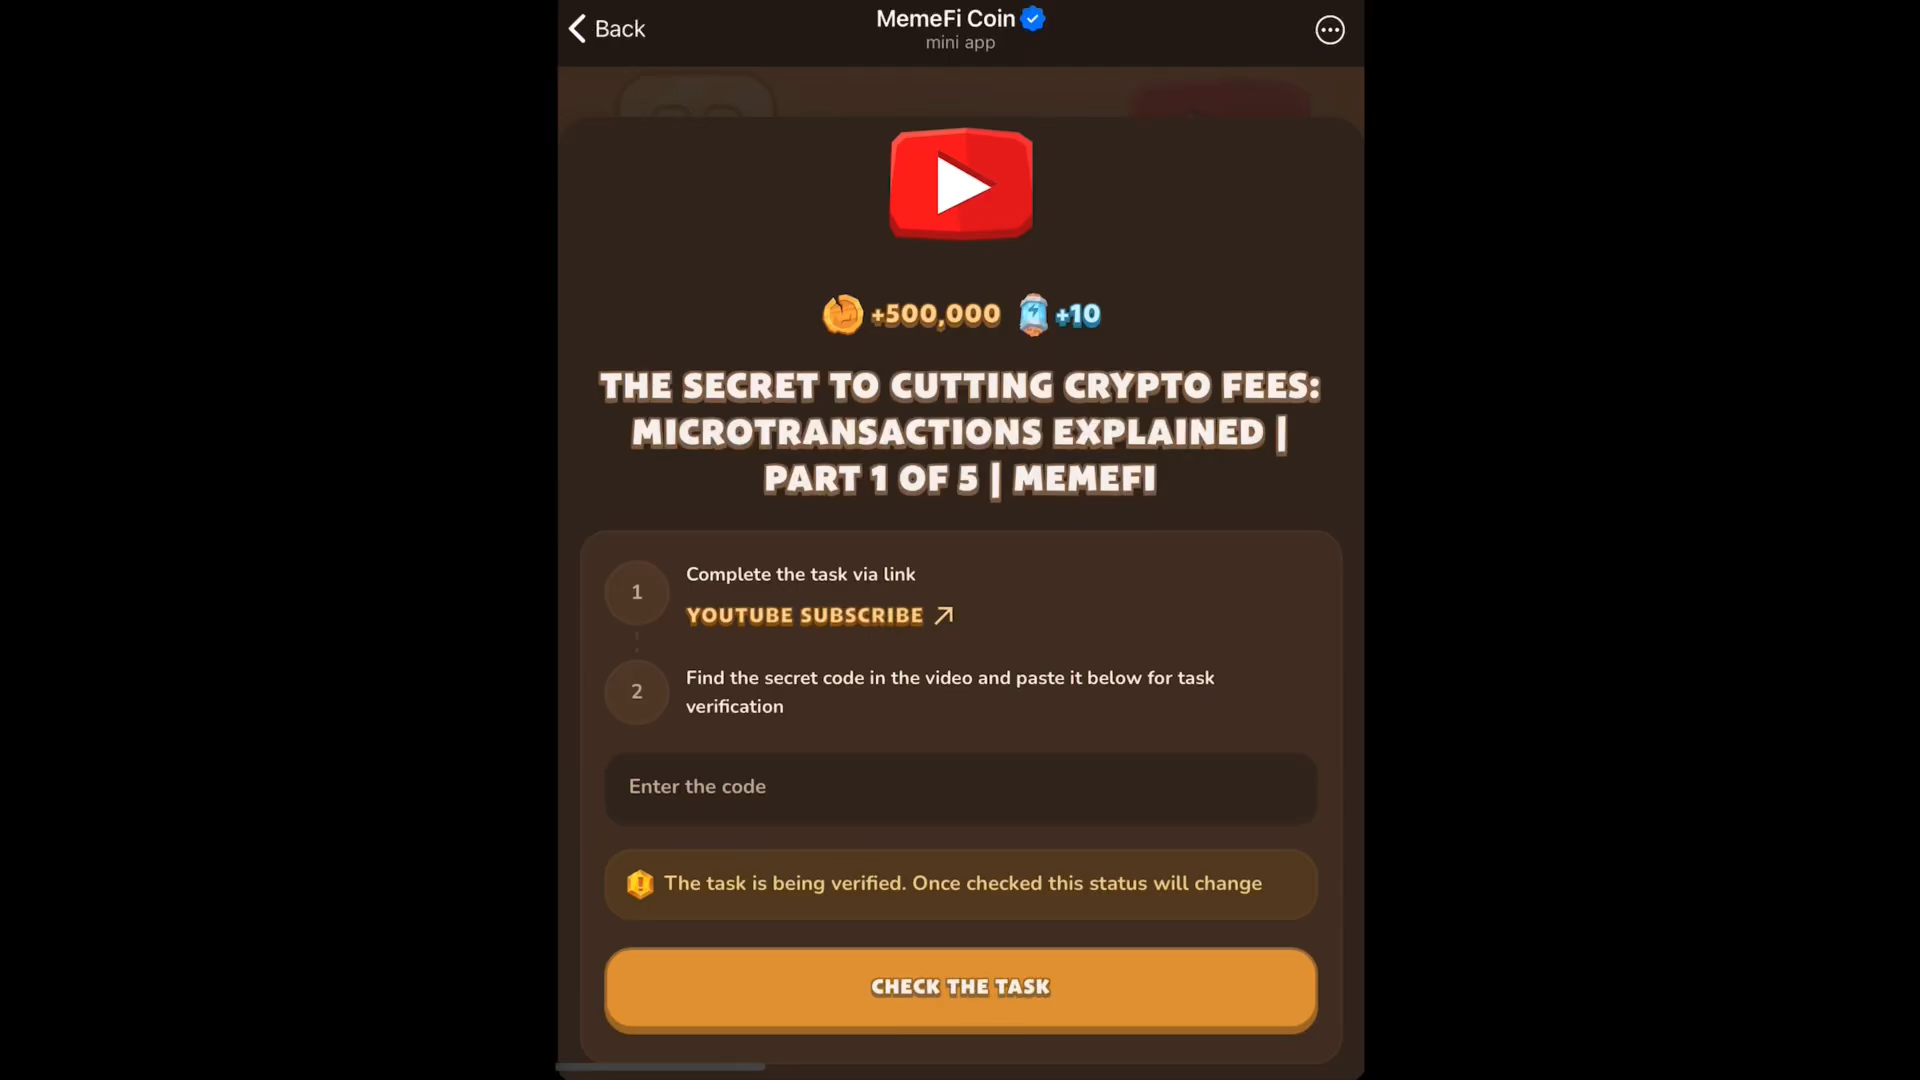 Back
MemeFi Coin
mini app
+500,000 +10
THE SECRET TO CUTTING CRYPTO FEES:
MICROTRANSACTIONS EXPLAINED |
PART 1 OF 5 | MEMEFI
1
Complete the task via link
YOUTUBE SUBSCRIBE
2
Find the secret code in the video and paste it below for task
verification
Enter the code
The task is being verified. Once checked this status will change
CHECK THE TASK